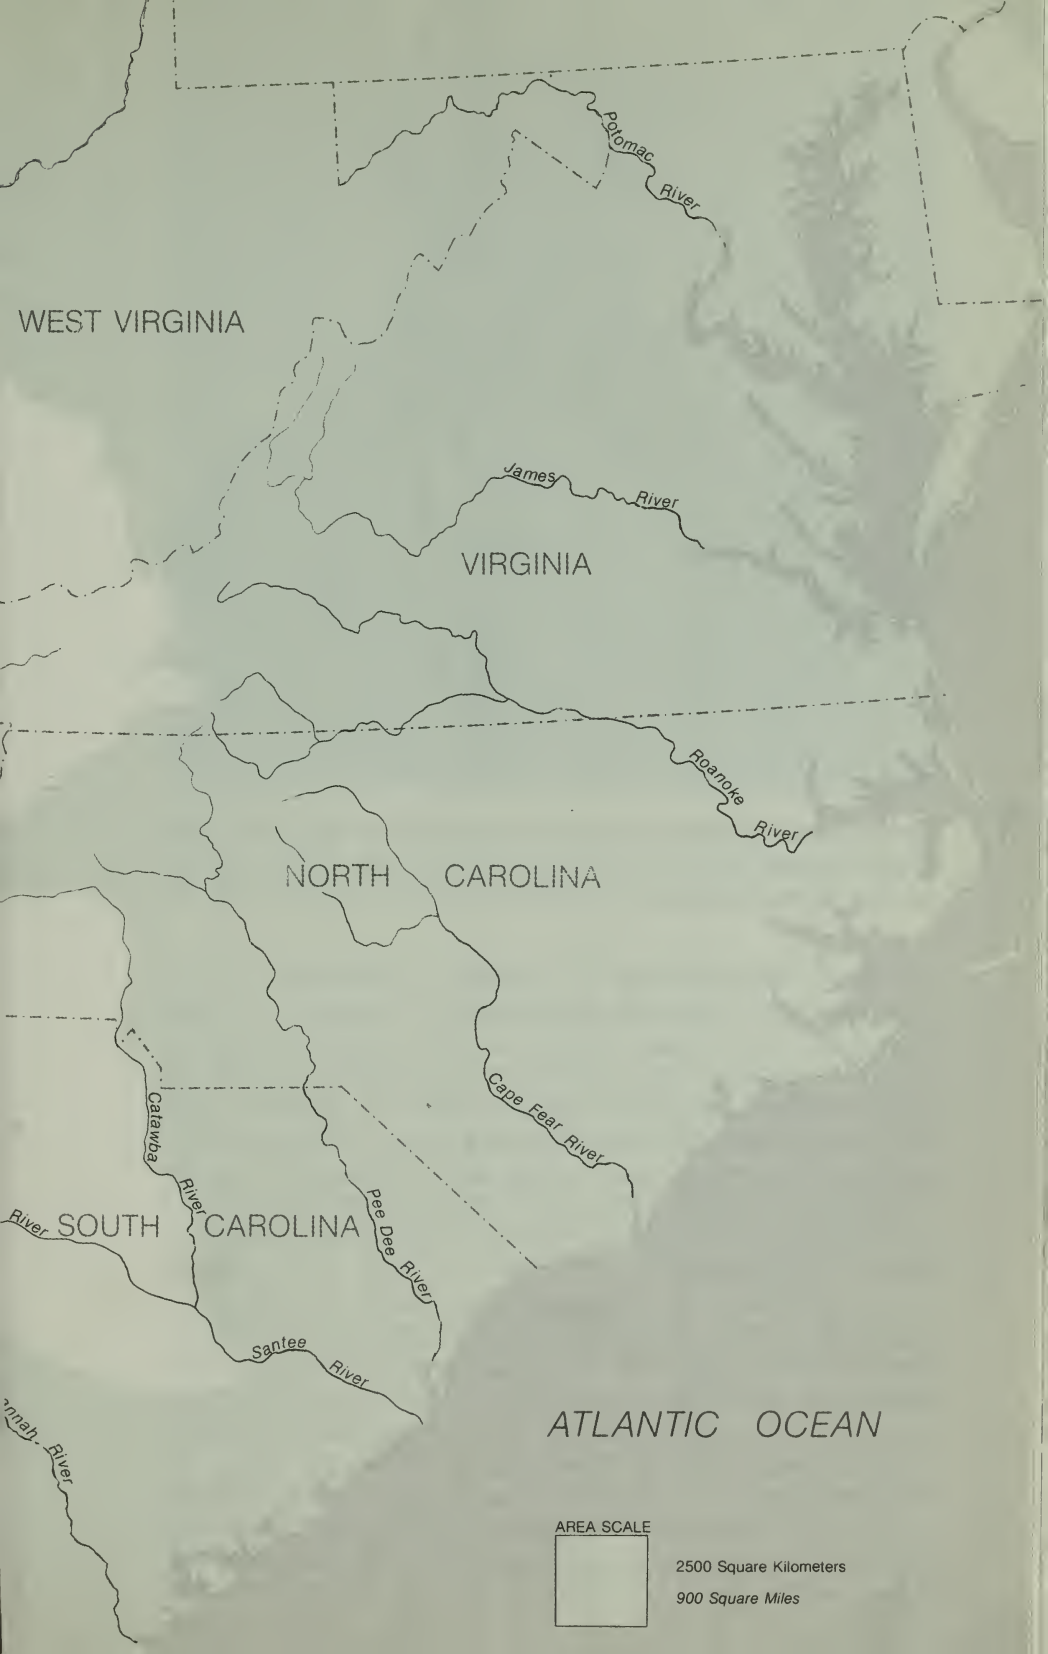 Potomac
River
WEST VIRGINIA
James
River
VIRGINIA
Roanoke
River
NORTH CAROLINA
Cape Fear River
Catawba
River
Pee Dee River
River
SOUTH CAROLINA
Santee
River
annah River
ATLANTIC OCEAN
AREA SCALE
2500 Square Kilometers
900 Square Miles